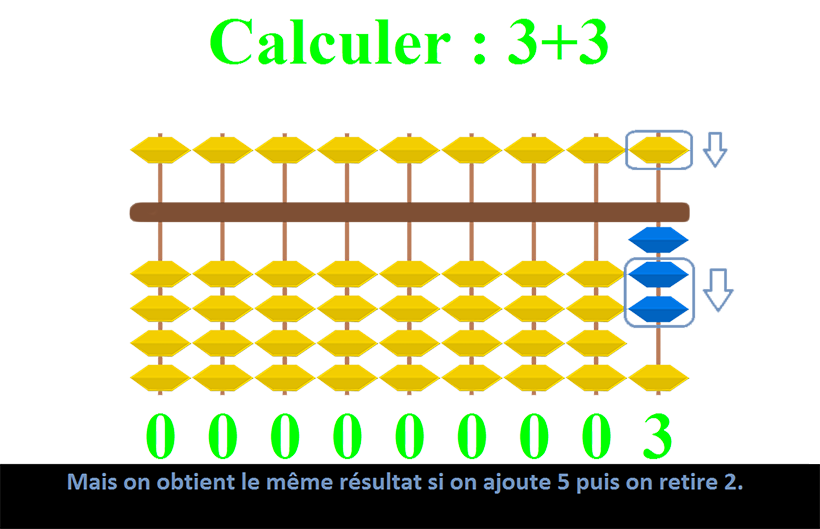 Calculer : 3+3
0 0 0 0 0 0 0 0 3
Mais on obtient le même résultat si on ajoute 5 puis on retire 2.